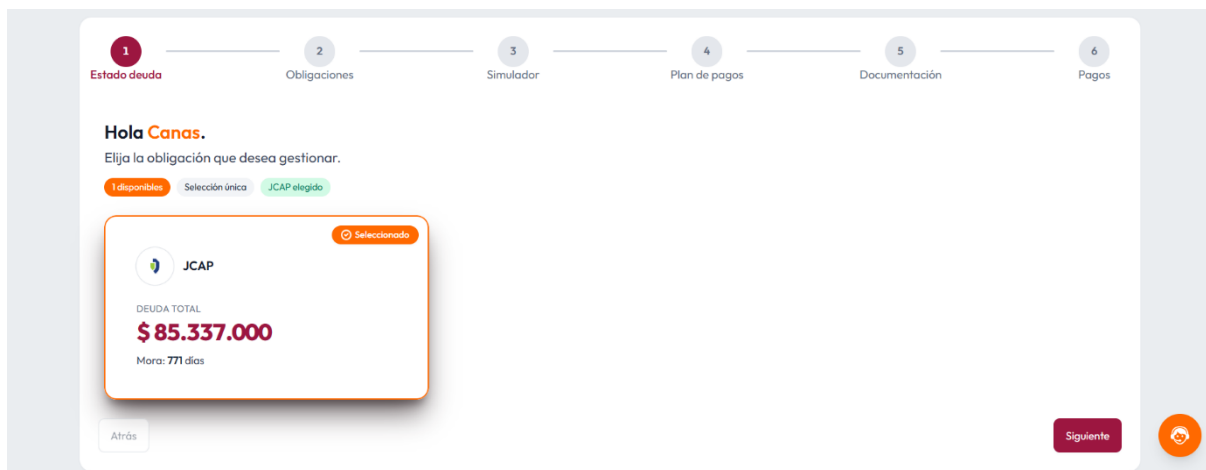 1 2 3 4 5 6
Estado deuda Obligaciones Simulador Plan de pagos Documentación Pagos
Hola Canas.
Elija la obligación que desea gestionar.
1 disponibles Selección única JCAP elegido
Seleccionado
JCAP
DEUDA TOTAL
$ 85.337.000
Mora: 771 días
Atrás Siguiente